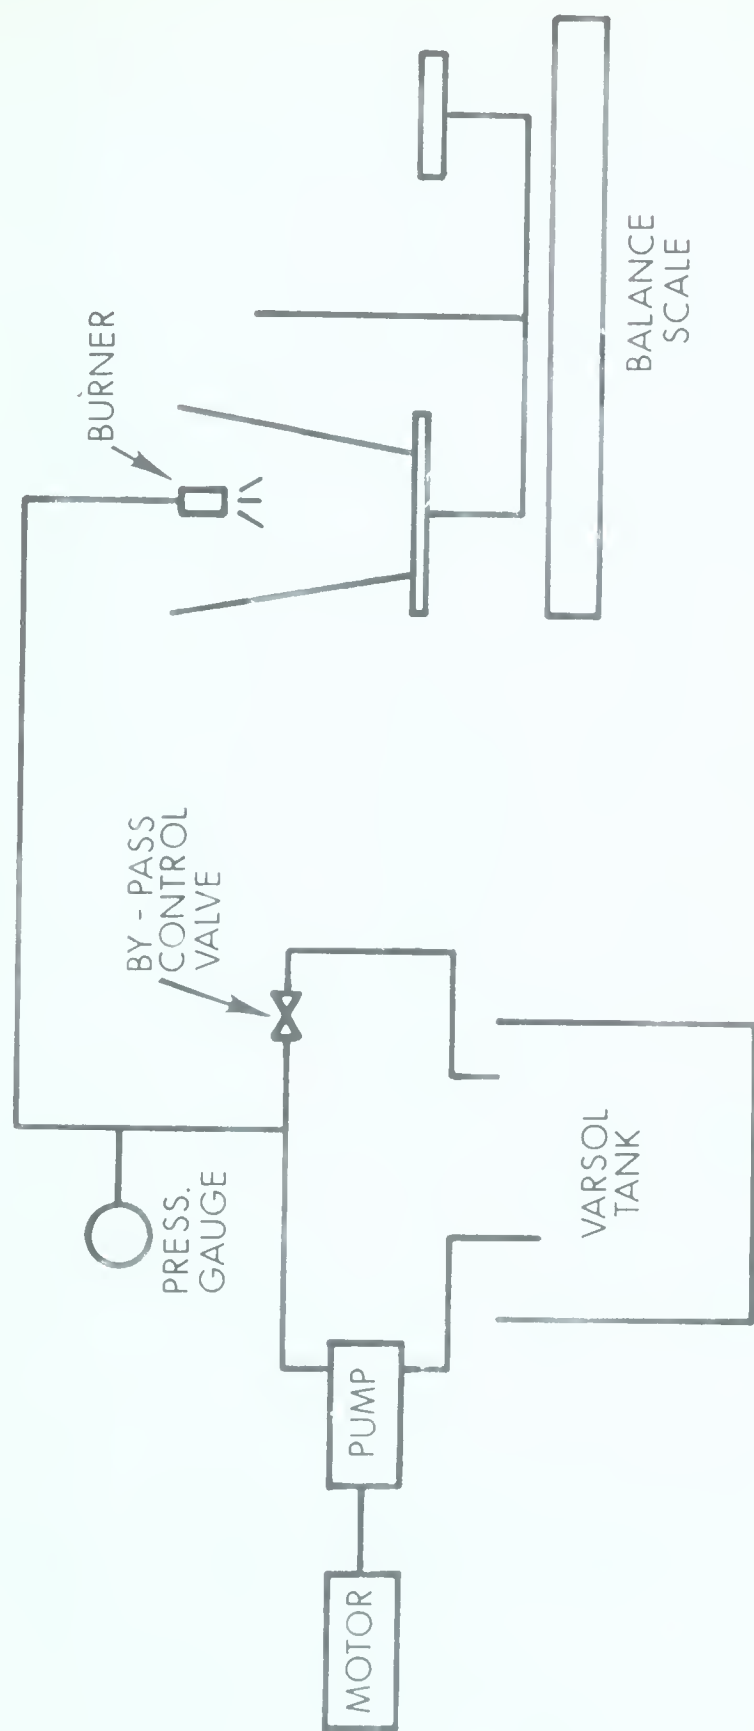 BURNER
BY - PASS
CONTROL
VALVE
PRESS.
GAUGE
MOTOR
PUMP
VARSOL
TANK
BALANCE
SCALE